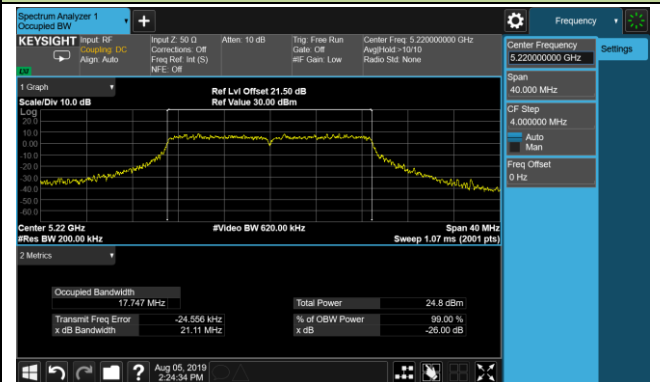 Spectrum Analyzer 1
Occupied BW
Frequency
KEYSIGHT
Input: RF
Coupling: DC
Align: Auto
Input Z: 50 Ω
Corrections: Off
Freq Ref: Int (S)
NFE: Off
Atten: 10 dB
Trig: Free Run
Gate: Off
#IF Gain: Low
Center Freq: 5.220000000 GHz
Avg|Hold:>10/10
Radio Std: None
Center Frequency
5.220000000 GHz
Settings
Span
40.000 MHz
CF Step
4.000000 MHz
Auto
Man
Freq Offset
0 Hz
1 Graph
Scale/Div 10.0 dB
Ref Lvl Offset 21.50 dB
Ref Value 30.00 dBm
Log
20.0
10.0
0.00
-10.0
-20.0
-30.0
-40.0
-50.0
-60.0
Center 5.22 GHz
#Res BW 200.00 kHz
#Video BW 620.00 kHz
Span 40 MHz
Sweep 1.07 ms (2001 pts)
2 Metrics
Occupied Bandwidth
17.747 MHz
Total Power 24.8 dBm
Transmit Freq Error -24.556 kHz
% of OBW Power 99.00 %
x dB Bandwidth 21.11 MHz
x dB -26.00 dB
Aug 05, 2019
2:24:34 PM